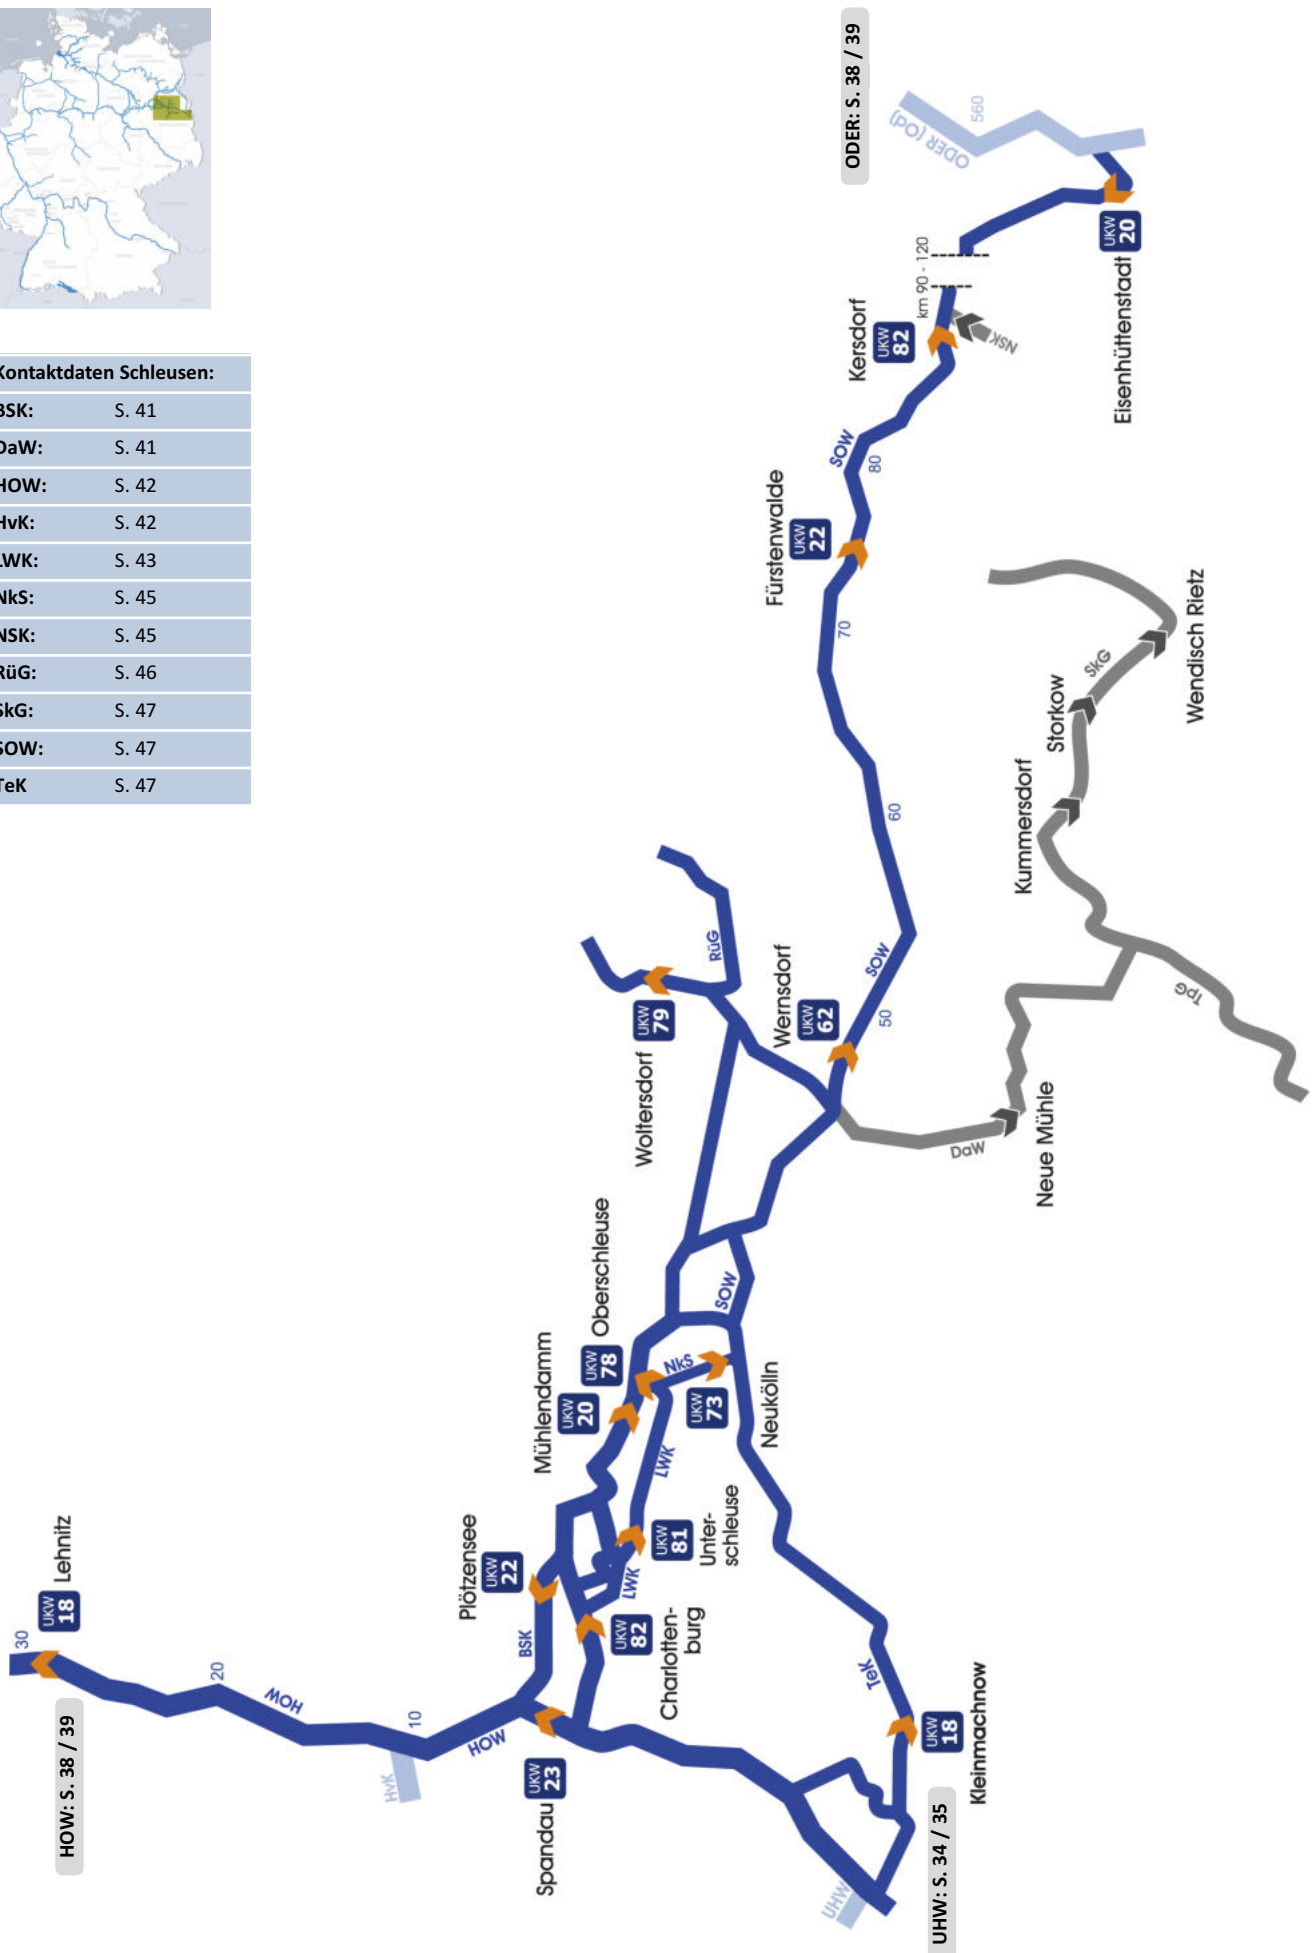 Kontaktdaten Schleusen:
BSK: S. 41
DaW: S. 41
HOW: S. 42
HvK: S. 42
LWK: S. 43
NkS: S. 45
NSK: S. 45
RüG: S. 46
SkG: S. 47
SOW: S. 47
TeK S. 47
ODER: S. 38 / 39
ODER (Od)
560
km 90 - 120
UKW
20
Eisenhüttenstadt
Kersdorf
UKW
82
NSK
SOW
80
Fürstenwalde
UKW
22
70
60
SkG
Wendisch Rietz
Storkow
Kummersdorf
TpG
RüG
UKW
79
Woltersdorf
Wernsdorf
UKW
62
SOW
50
DaW
Neue Mühle
Oberschleuse
UKW
78
SOW
Mühlendamm
UKW
20
NkS
UKW
73
Neukölln
LWK
UKW
81
Unter-
schleuse
Plötzensee
UKW
22
LWK
BSK
UKW
82
Charlotten-
burg
Lehnitz
UKW
18
30
20
HOW
10
HOW
HvK
HOW: S. 38 / 39
UKW
23
Spandau
TeK
UKW
18
Kleinmachnow
UHW
UHW: S. 34 / 35